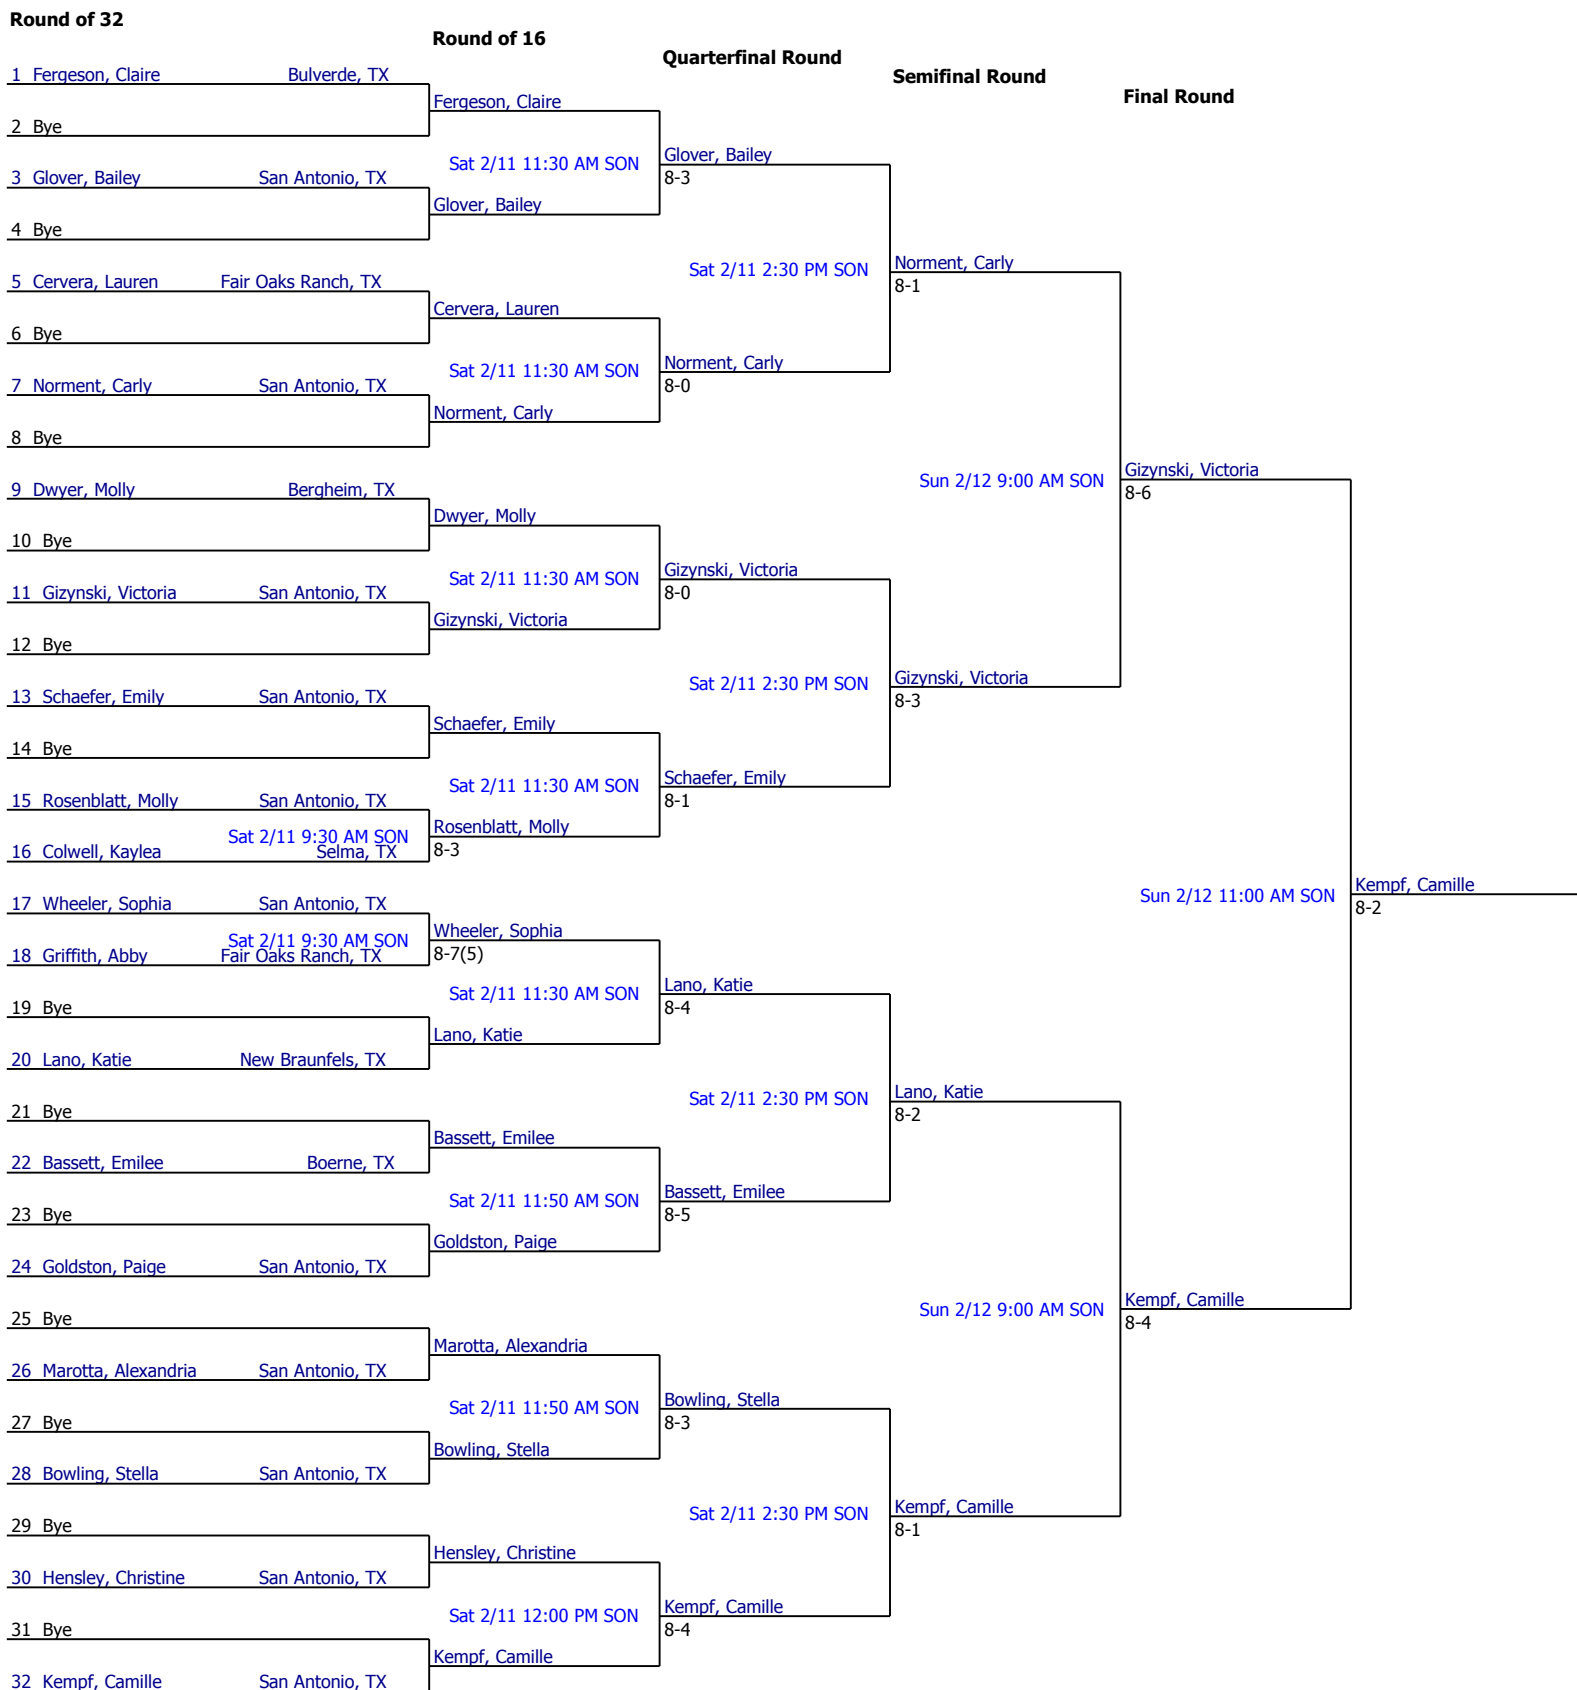 Round of 32
Round of 16
Quarterfinal Round
Semifinal Round
Final Round
1 Fergeson, Claire Bulverde, TX
2 Bye
3 Glover, Bailey San Antonio, TX
4 Bye
5 Cervera, Lauren Fair Oaks Ranch, TX
6 Bye
7 Norment, Carly San Antonio, TX
8 Bye
9 Dwyer, Molly Bergheim, TX
10 Bye
11 Gizynski, Victoria San Antonio, TX
12 Bye
13 Schaefer, Emily San Antonio, TX
14 Bye
15 Rosenblatt, Molly San Antonio, TX
Sat 2/11 9:30 AM SON
16 Colwell, Kaylea Selma, TX
17 Wheeler, Sophia San Antonio, TX
Sat 2/11 9:30 AM SON
18 Griffith, Abby Fair Oaks Ranch, TX
19 Bye
20 Lano, Katie New Braunfels, TX
21 Bye
22 Bassett, Emilee Boerne, TX
23 Bye
24 Goldston, Paige San Antonio, TX
25 Bye
26 Marotta, Alexandria San Antonio, TX
27 Bye
28 Bowling, Stella San Antonio, TX
29 Bye
30 Hensley, Christine San Antonio, TX
31 Bye
32 Kempf, Camille San Antonio, TX
Fergeson, Claire
Sat 2/11 11:30 AM SON
Glover, Bailey
Cervera, Lauren
Sat 2/11 11:30 AM SON
Norment, Carly
Dwyer, Molly
Sat 2/11 11:30 AM SON
Gizynski, Victoria
Schaefer, Emily
Sat 2/11 11:30 AM SON
Rosenblatt, Molly
8-3
Wheeler, Sophia
8-7(5)
Sat 2/11 11:30 AM SON
Lano, Katie
Bassett, Emilee
Sat 2/11 11:50 AM SON
Goldston, Paige
Marotta, Alexandria
Sat 2/11 11:50 AM SON
Bowling, Stella
Hensley, Christine
Sat 2/11 12:00 PM SON
Kempf, Camille
Glover, Bailey
8-3
Sat 2/11 2:30 PM SON
Norment, Carly
8-0
Gizynski, Victoria
8-0
Sat 2/11 2:30 PM SON
Schaefer, Emily
8-1
Lano, Katie
8-4
Sat 2/11 2:30 PM SON
Bassett, Emilee
8-5
Bowling, Stella
8-3
Sat 2/11 2:30 PM SON
Kempf, Camille
8-4
Norment, Carly
8-1
Sun 2/12 9:00 AM SON
Gizynski, Victoria
8-3
Lano, Katie
8-2
Sun 2/12 9:00 AM SON
Kempf, Camille
8-1
Gizynski, Victoria
8-6
Sun 2/12 11:00 AM SON
Kempf, Camille
8-4
Kempf, Camille
8-2